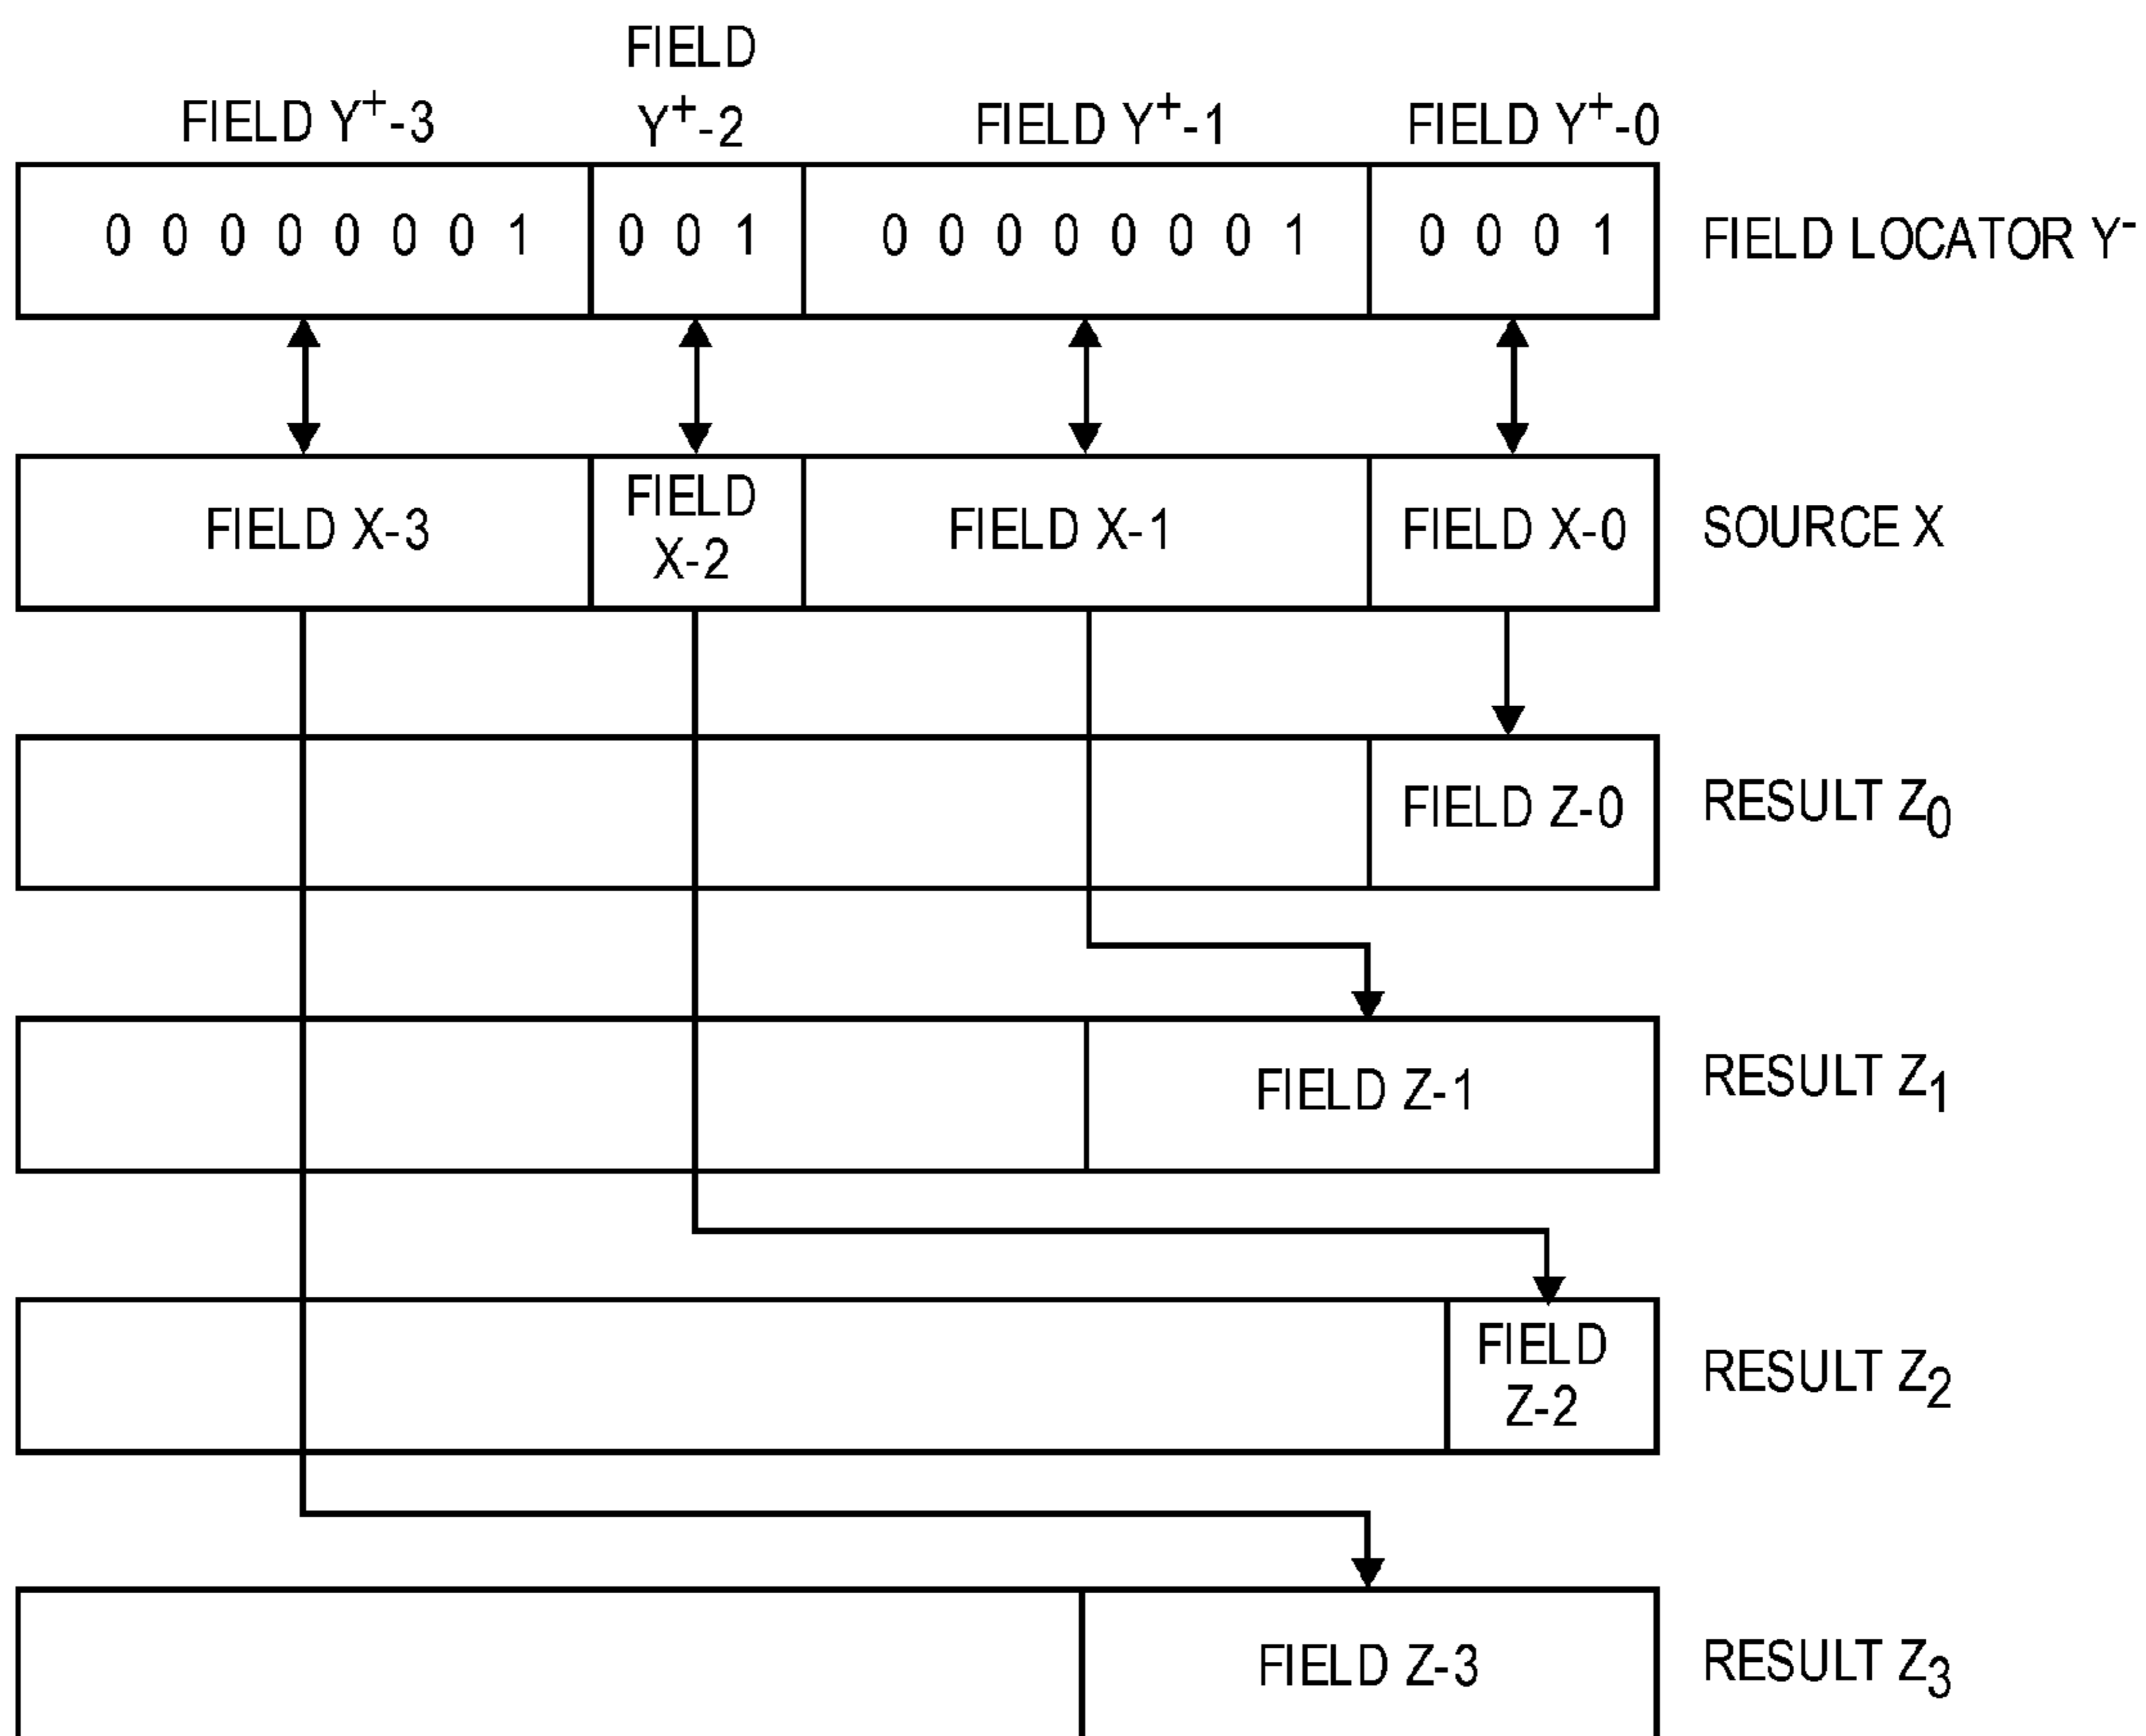 FIELD
FIELD Y⁺-3 Y⁺-2 FIELD Y⁺-1 FIELD Y⁺-0
0 0 0 0 0 0 0 1 0 0 1 0 0 0 0 0 0 0 1 0 0 0 1 FIELD LOCATOR Y⁻
FIELD X-3 FIELD X-2 FIELD X-1 FIELD X-0 SOURCE X
FIELD Z-0 RESULT Z₀
FIELD Z-1 RESULT Z₁
FIELD
Z-2 RESULT Z₂
FIELD Z-3 RESULT Z₃